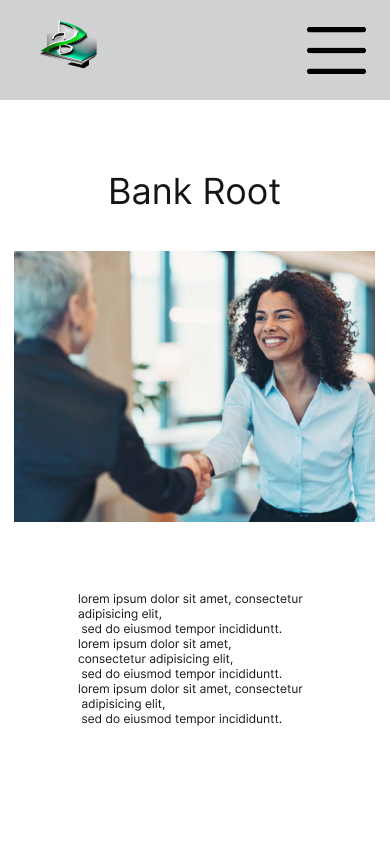 Bank Root
lorem ipsum dolor sit amet, consectetur
adipisicing elit,
sed do eiusmod tempor incididuntt.
lorem ipsum dolor sit amet,
consectetur adipisicing elit,
sed do eiusmod tempor incididuntt.
lorem ipsum dolor sit amet, consectetur
adipisicing elit,
sed do eiusmod tempor incididuntt.